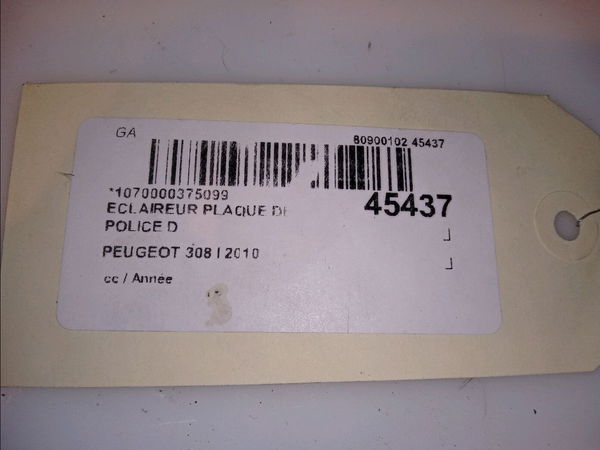 GA
80900102 45437
*1070000375099
45437
ECLAIREUR PLAQUE DE
POLICE D
PEUGEOT 308 I 2010
cc / Année